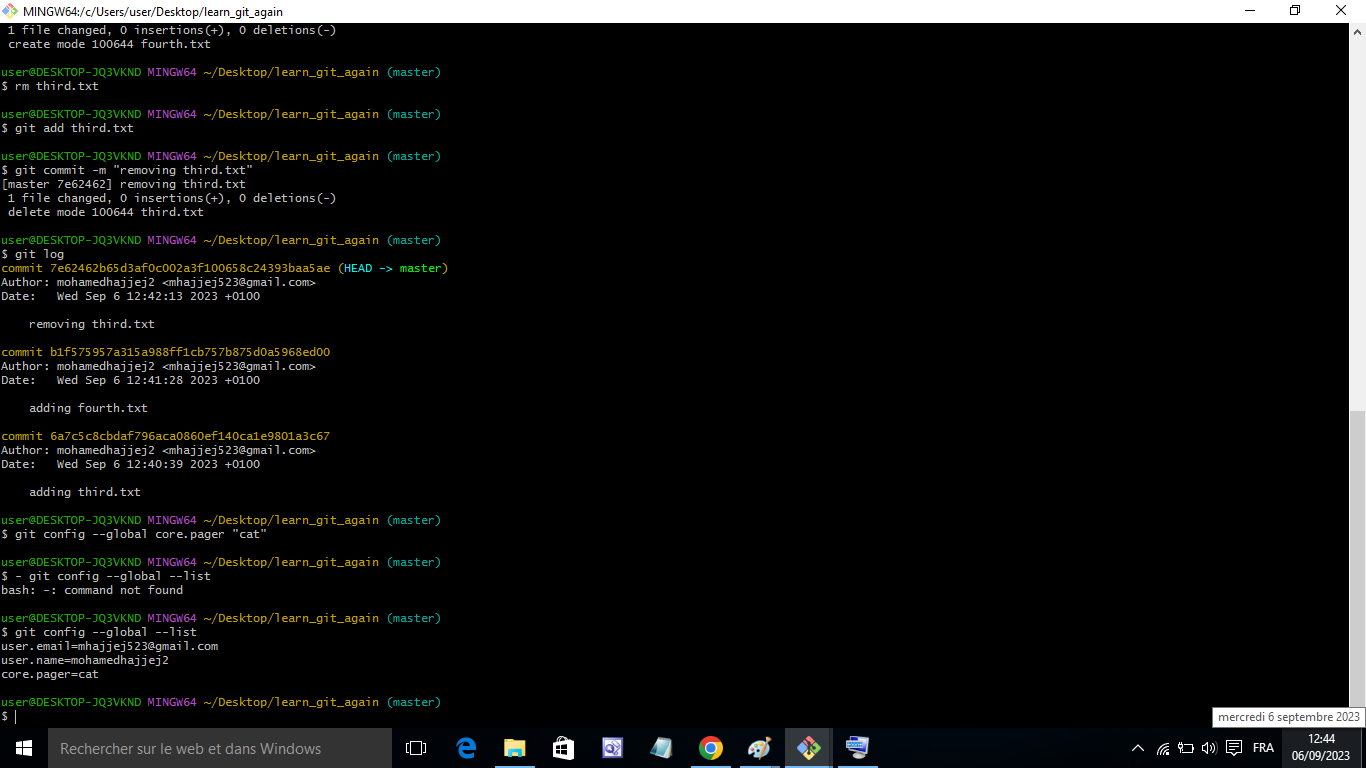 MINGW64:/c/Users/user/Desktop/learn_git_again
1 file changed, 0 insertions(+), 0 deletions(-)
create mode 100644 fourth.txt
user@DESKTOP-JQ3VKND MINGW64 ~/Desktop/learn_git_again (master)
$ rm third.txt
user@DESKTOP-JQ3VKND MINGW64 ~/Desktop/learn_git_again (master)
$ git add third.txt
user@DESKTOP-JQ3VKND MINGW64 ~/Desktop/learn_git_again (master)
$ git commit -m "removing third.txt"
[master 7e62462] removing third.txt
1 file changed, 0 insertions(+), 0 deletions(-)
delete mode 100644 third.txt
user@DESKTOP-JQ3VKND MINGW64 ~/Desktop/learn_git_again (master)
$ git log
commit 7e62462b65d3af0c002a3f100658c24393baa5ae (HEAD -> master)
Author: mohamedhajjej2 <mhajjej523@gmail.com>
Date:   Wed Sep 6 12:42:13 2023 +0100
removing third.txt
commit b1f575957a315a988ff1cb757b875d0a5968ed00
Author: mohamedhajjej2 <mhajjej523@gmail.com>
Date:   Wed Sep 6 12:41:28 2023 +0100
adding fourth.txt
commit 6a7c5c8cbdaf796aca0860ef140ca1e9801a3c67
Author: mohamedhajjej2 <mhajjej523@gmail.com>
Date:   Wed Sep 6 12:40:39 2023 +0100
adding third.txt
user@DESKTOP-JQ3VKND MINGW64 ~/Desktop/learn_git_again (master)
$ git config --global core.pager "cat"
user@DESKTOP-JQ3VKND MINGW64 ~/Desktop/learn_git_again (master)
$ - git config --global --list
bash: -: command not found
user@DESKTOP-JQ3VKND MINGW64 ~/Desktop/learn_git_again (master)
$ git config --global --list
user.email=mhajjej523@gmail.com
user.name=mohamedhajjej2
core.pager=cat
user@DESKTOP-JQ3VKND MINGW64 ~/Desktop/learn_git_again (master)
$
mercredi 6 septembre 2023
Rechercher sur le web et dans Windows
FRA
12:44
06/09/2023